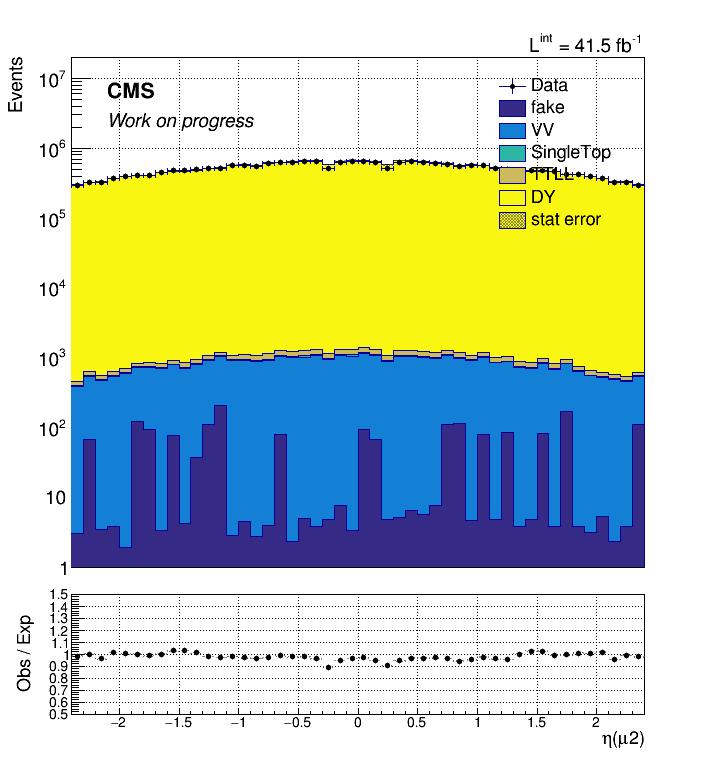 L^int = 41.5 fb^-1
Events
CMS
Work on progress
Data
fake
VV
SingleTop
TTLL
DY
stat error
10^7
10^6
10^5
10^4
10^3
10^2
10
1
Obs / Exp
1.5
1.4
1.3
1.2
1.1
1
0.9
0.8
0.7
0.6
0.5
−2 −1.5 −1 −0.5 0 0.5 1 1.5 2
η(μ2)